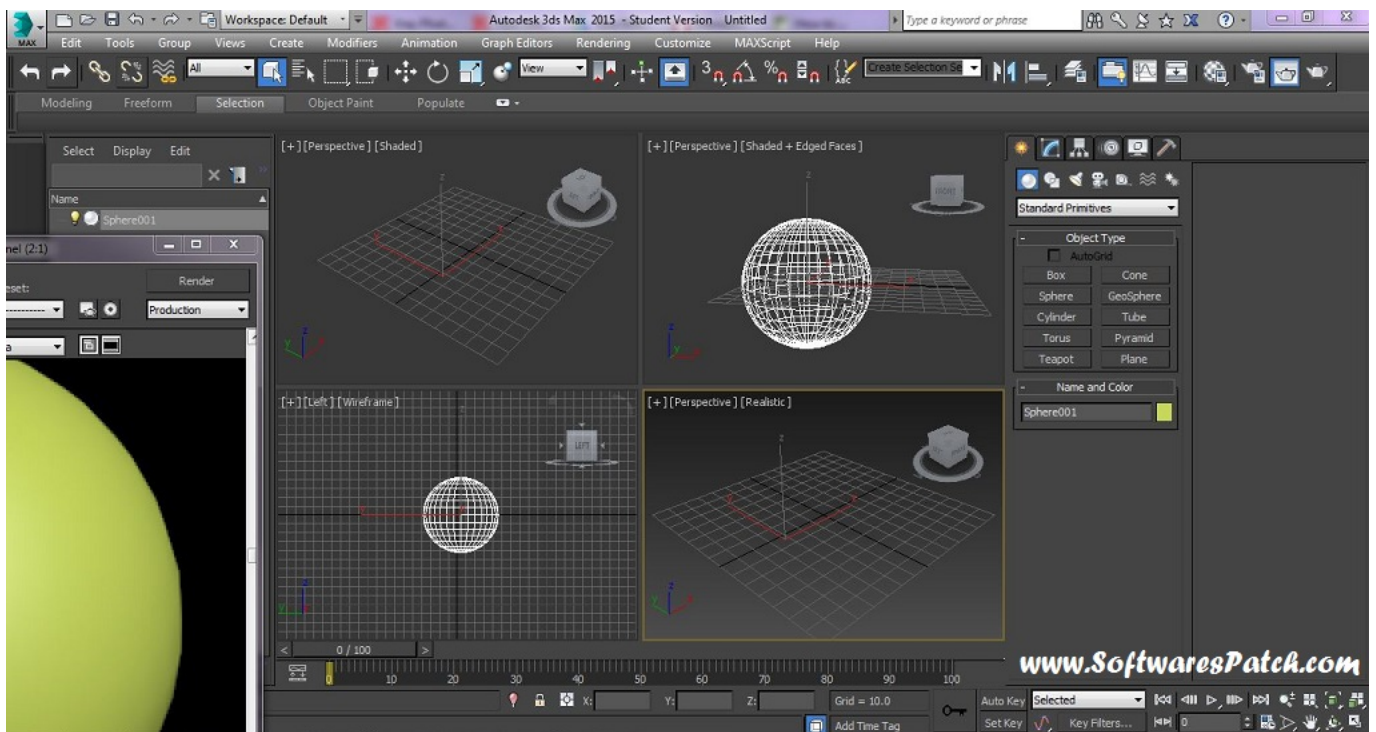 Workspace: Default
Autodesk 3ds Max 2015 - Student Version Untitled
Type a keyword or phrase
MAX Edit Tools Group Views Create Modifiers Animation Graph Editors Rendering Customize MAXScript Help
All
View
3
Create Selection Se
Modeling Freeform Selection Object Paint Populate
Select Display Edit
Name
Sphere001
nel (2:1)
eset:
Render
Production
[+] [Perspective] [Shaded]
[+] [Perspective] [Shaded + Edged Faces]
FRONT
[+] [Left] [Wireframe]
LEFT
[+] [Perspective] [Realistic]
Standard Primitives
- Object Type
AutoGrid
Box Cone
Sphere GeoSphere
Cylinder Tube
Torus Pyramid
Teapot Plane
- Name and Color
Sphere001
www.SoftwaresPatch.com
< 0 / 100 >
0 10 20 30 40 50 60 70 80 90 100
X: Y: Z: Grid = 10.0
Add Time Tag
Auto Key Selected
Set Key Key Filters... 0